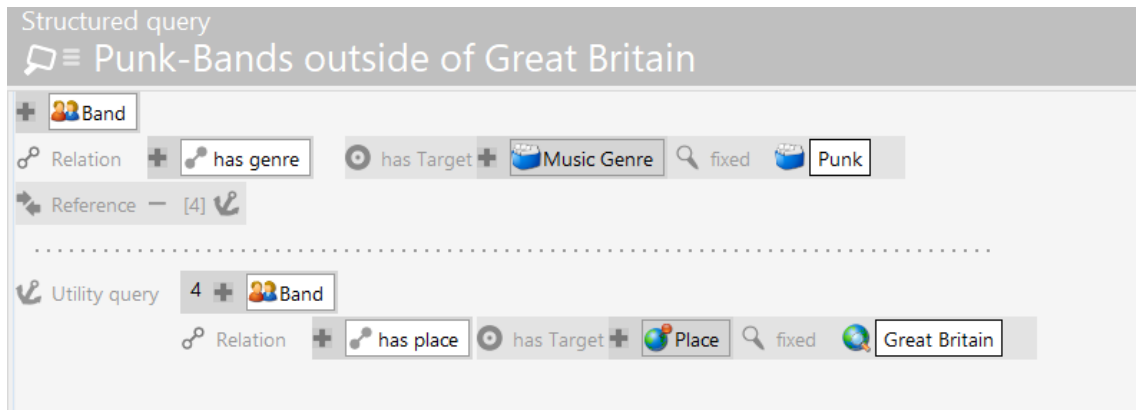 Structured query
Punk-Bands outside of Great Britain
Band
Relation has genre has Target Music Genre fixed Punk
Reference [4]
Utility query 4 Band
Relation has place has Target Place fixed Great Britain